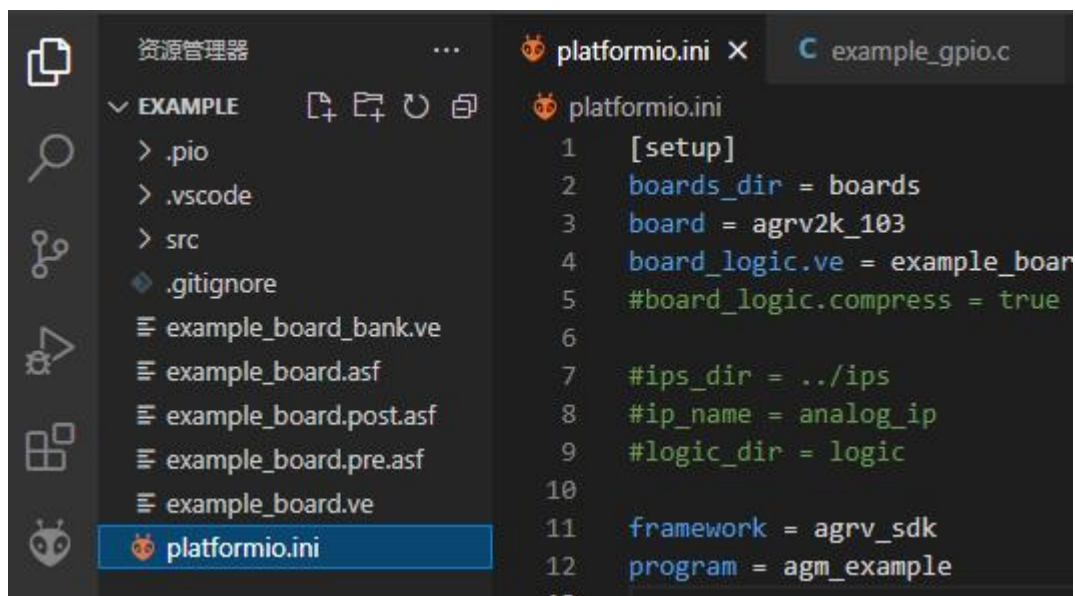 资源管理器 ...
EXAMPLE
.pio
.vscode
src
.gitignore
example_board_bank.ve
example_board.asf
example_board.post.asf
example_board.pre.asf
example_board.ve
platformio.ini
platformio.ini × C example_gpio.c
platformio.ini
1 [setup]
2 boards_dir = boards
3 board = agrv2k_103
4 board_logic.ve = example_boar
5 #board_logic.compress = true
6
7 #ips_dir = ../ips
8 #ip_name = analog_ip
9 #logic_dir = logic
10
11 framework = agrv_sdk
12 program = agm_example